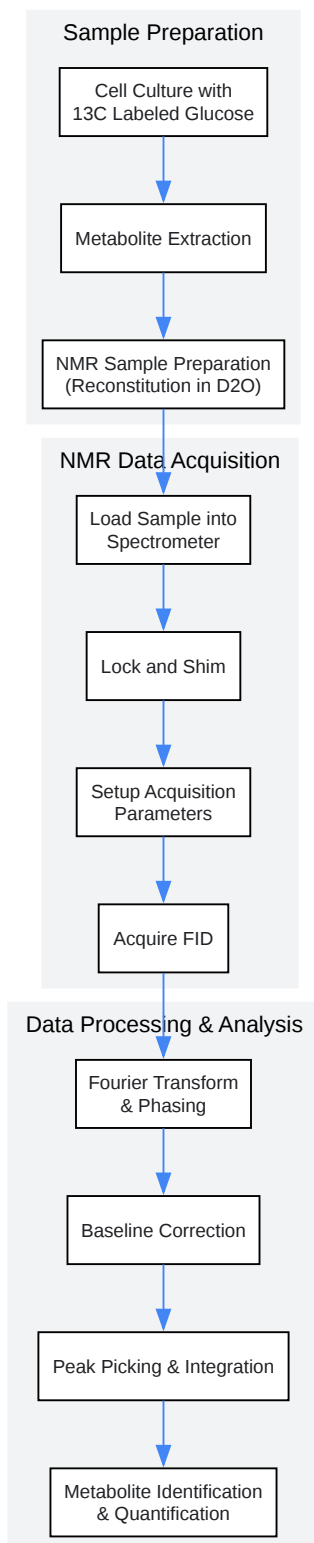 Sample Preparation
Cell Culture with
13C Labeled Glucose
Metabolite Extraction
NMR Sample Preparation
(Reconstitution in D2O)
NMR Data Acquisition
Load Sample into
Spectrometer
Lock and Shim
Setup Acquisition
Parameters
Acquire FID
Data Processing & Analysis
Fourier Transform
& Phasing
Baseline Correction
Peak Picking & Integration
Metabolite Identification
& Quantification